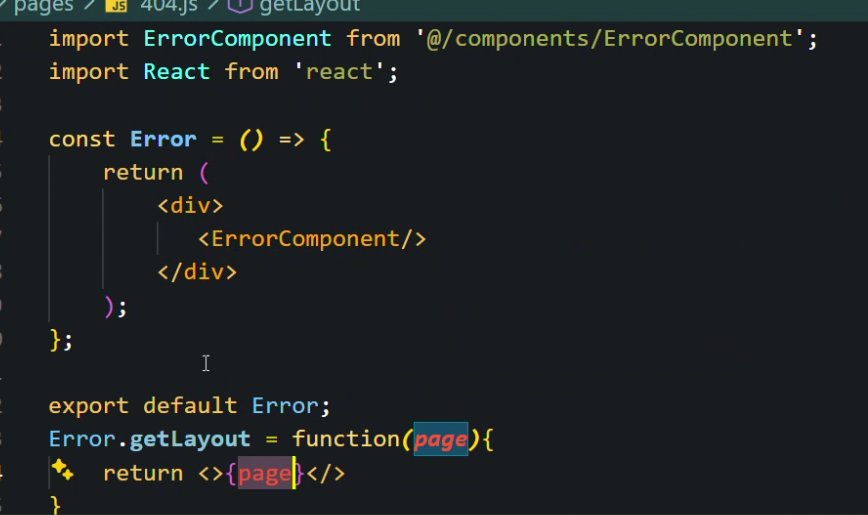 pages JS 404.js getLayout
import ErrorComponent from '@/components/ErrorComponent';
import React from 'react';
const Error = () => {
return (
<div>
<ErrorComponent/>
</div>
);
};
export default Error;
Error.getLayout = function(page){
return <>{page}</>
}